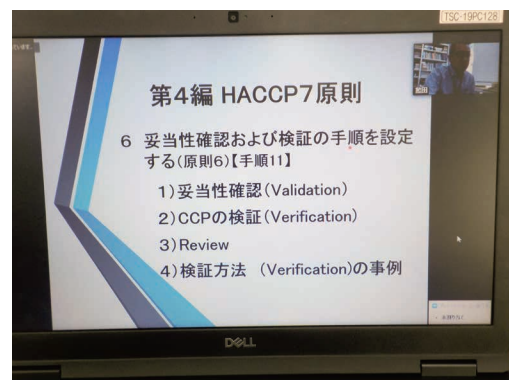 TSC-19PC128
第4編 HACCP7原則
6 妥当性確認および検証の手順を設定
する(原則6)【手順11】
1)妥当性確認(Validation)
2)CCPの検証(Verification)
3)Review
4)検証方法 (Verification)の事例
DELL